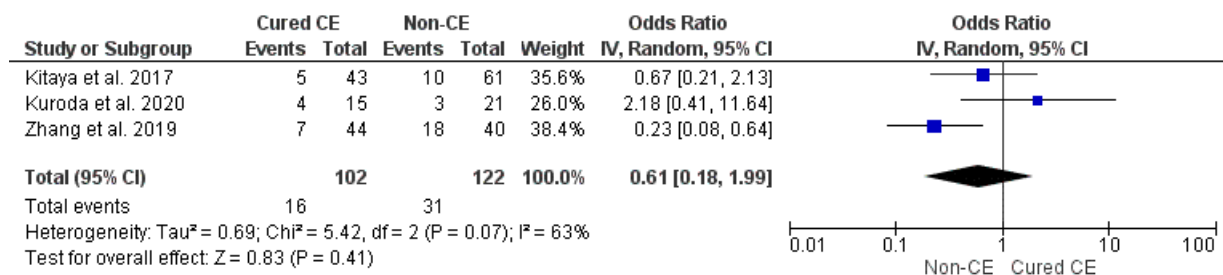 Cured CE Non-CE Odds Ratio Odds Ratio
Study or Subgroup Events Total Events Total Weight IV, Random, 95% CI IV, Random, 95% CI
Kitaya et al. 2017 5 43 10 61 35.6% 0.67 [0.21, 2.13]
Kuroda et al. 2020 4 15 3 21 26.0% 2.18 [0.41, 11.64]
Zhang et al. 2019 7 44 18 40 38.4% 0.23 [0.08, 0.64]
Total (95% CI) 102 122 100.0% 0.61 [0.18, 1.99]
Total events 16 31
Heterogeneity: Tau² = 0.69; Chi² = 5.42, df = 2 (P = 0.07); I² = 63%
Test for overall effect: Z = 0.83 (P = 0.41)
0.01 0.1 1 10 100
Non-CE Cured CE